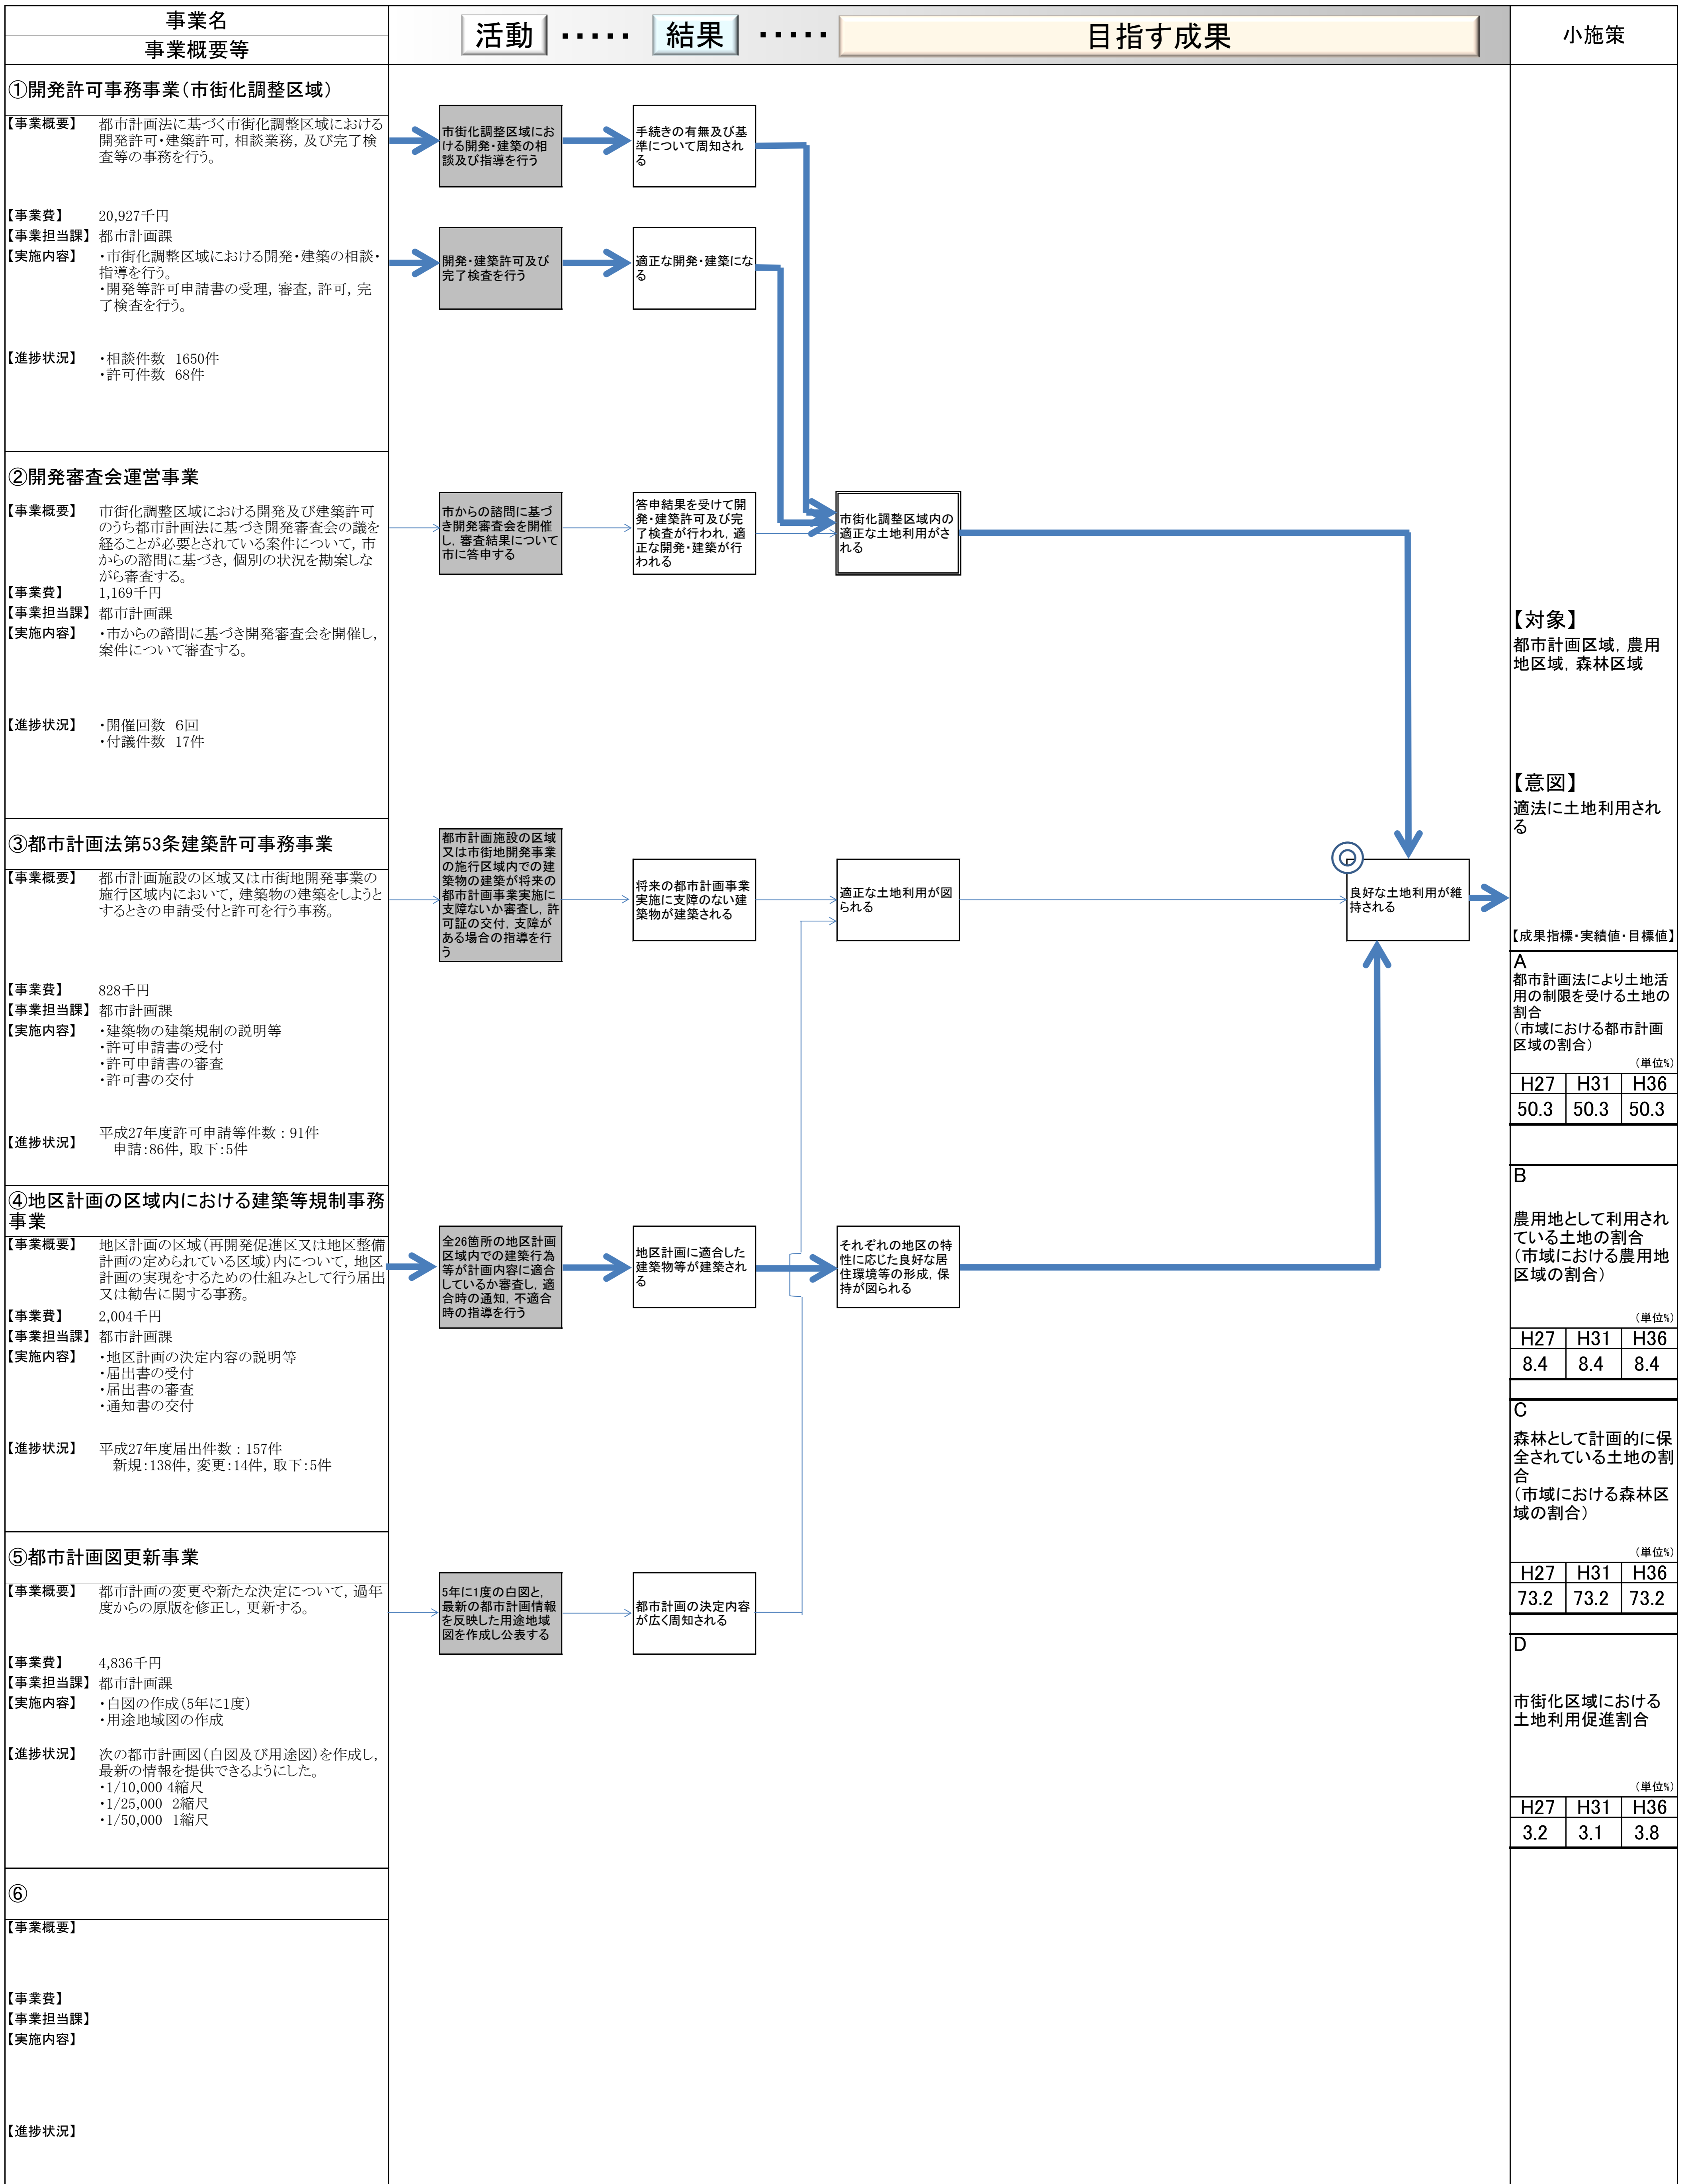 事業名
事業概要等
活動 ・・・・・ 結果 ・・・・・ 目指す成果
小施策
①開発許可事務事業(市街化調整区域)
【事業概要】 都市計画法に基づく市街化調整区域における
開発許可・建築許可, 相談業務, 及び完了検
査等の事務を行う。
【事業費】 20,927千円
【事業担当課】 都市計画課
【実施内容】 ・市街化調整区域における開発・建築の相談・
指導を行う。
・開発等許可申請書の受理, 審査, 許可, 完
了検査を行う。
【進捗状況】 ・相談件数 1650件
・許可件数 68件
市街化調整区域にお
ける開発・建築の相
談及び指導を行う
手続きの有無及び基
準について周知され
る
開発・建築許可及び
完了検査を行う
適正な開発・建築にな
る
②開発審査会運営事業
【事業概要】 市街化調整区域における開発及び建築許可
のうち都市計画法に基づき開発審査会の議を
経ることが必要とされている案件について, 市
からの諮問に基づき, 個別の状況を勘案しな
がら審査する。
【事業費】 1,169千円
【事業担当課】 都市計画課
【実施内容】 ・市からの諮問に基づき開発審査会を開催し,
案件について審査する。
【進捗状況】 ・開催回数 6回
・付議件数 17件
市からの諮問に基づ
き開発審査会を開催
し, 審査結果について
市に答申する
答申結果を受けて開
発・建築許可及び完
了検査が行われ, 適
正な開発・建築が行
われる
市街化調整区域内の
適正な土地利用がさ
れる
③都市計画法第53条建築許可事務事業
【事業概要】 都市計画施設の区域又は市街地開発事業の
施行区域内において, 建築物の建築をしようと
するときの申請受付と許可を行う事務。
【事業費】 828千円
【事業担当課】 都市計画課
【実施内容】 ・建築物の建築規制の説明等
・許可申請書の受付
・許可申請書の審査
・許可書の交付
【進捗状況】 平成27年度許可申請等件数：91件
申請：86件, 取下：5件
都市計画施設の区域
又は市街地開発事業
の施行区域内での建
築物の建築が将来の
都市計画事業実施に
支障ないか審査し, 許
可証の交付, 支障が
ある場合の指導を行
う
将来の都市計画事業
実施に支障のない建
築物が建築される
適正な土地利用が図
られる
◎
良好な土地利用が維
持される
④地区計画の区域内における建築等規制事務
事業
【事業概要】 地区計画の区域(再開発促進区又は地区整備
計画の定められている区域)内について, 地区
計画の実現をするための仕組みとして行う届出
又は勧告に関する事務。
【事業費】 2,004千円
【事業担当課】 都市計画課
【実施内容】 ・地区計画の決定内容の説明等
・届出書の受付
・届出書の審査
・通知書の交付
【進捗状況】 平成27年度届出件数：157件
新規：138件, 変更：14件, 取下：5件
全26箇所の地区計画
区域内での建築行為
等が計画内容に適合
しているか審査し, 適
合時の通知, 不適合
時の指導を行う
地区計画に適合した
建築物等が建築され
る
それぞれの地区の特
性に応じた良好な居
住環境等の形成, 保
持が図られる
⑤都市計画図更新事業
【事業概要】 都市計画の変更や新たな決定について, 過年
度からの原版を修正し, 更新する。
【事業費】 4,836千円
【事業担当課】 都市計画課
【実施内容】 ・白図の作成(5年に1度)
・用途地域図の作成
【進捗状況】 次の都市計画図(白図及び用途図)を作成し,
最新の情報を提供できるようにした。
・1/10,000 4縮尺
・1/25,000 2縮尺
・1/50,000 1縮尺
5年に1度の白図と,
最新の都市計画情報
を反映した用途地域
図を作成し公表する
都市計画の決定内容
が広く周知される
⑥
【事業概要】
【事業費】
【事業担当課】
【実施内容】
【進捗状況】
【対象】
都市計画区域, 農用
地区域, 森林区域
【意図】
適法に土地利用され
る
【成果指標・実績値・目標値】
A
都市計画法により土地活
用の制限を受ける土地の
割合
(市域における都市計画
区域の割合)
(単位%)
H27 H31 H36
50.3 50.3 50.3
B
農用地として利用され
ている土地の割合
(市域における農用地
区域の割合)
(単位%)
H27 H31 H36
8.4 8.4 8.4
C
森林として計画的に保
全されている土地の割
合
(市域における森林区
域の割合)
(単位%)
H27 H31 H36
73.2 73.2 73.2
D
市街化区域における
土地利用促進割合
(単位%)
H27 H31 H36
3.2 3.1 3.8